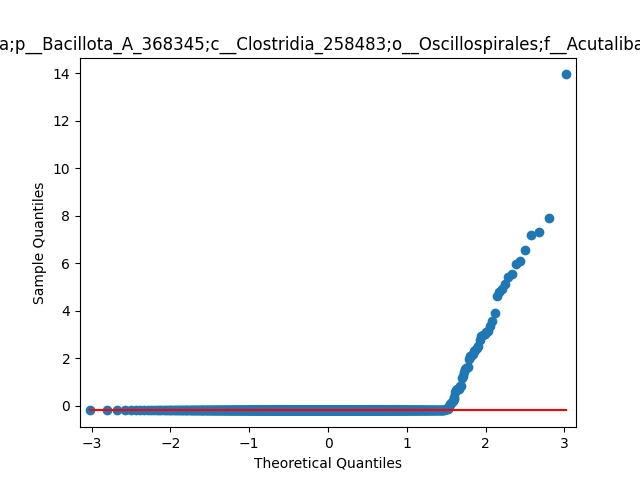 a;p__Bacillota_A_368345;c__Clostridia_258483;o__Oscillospirales;f__Acutaliba
14
12
10
8
6
4
2
0
Sample Quantiles
−3 −2 −1 0 1 2 3
Theoretical Quantiles